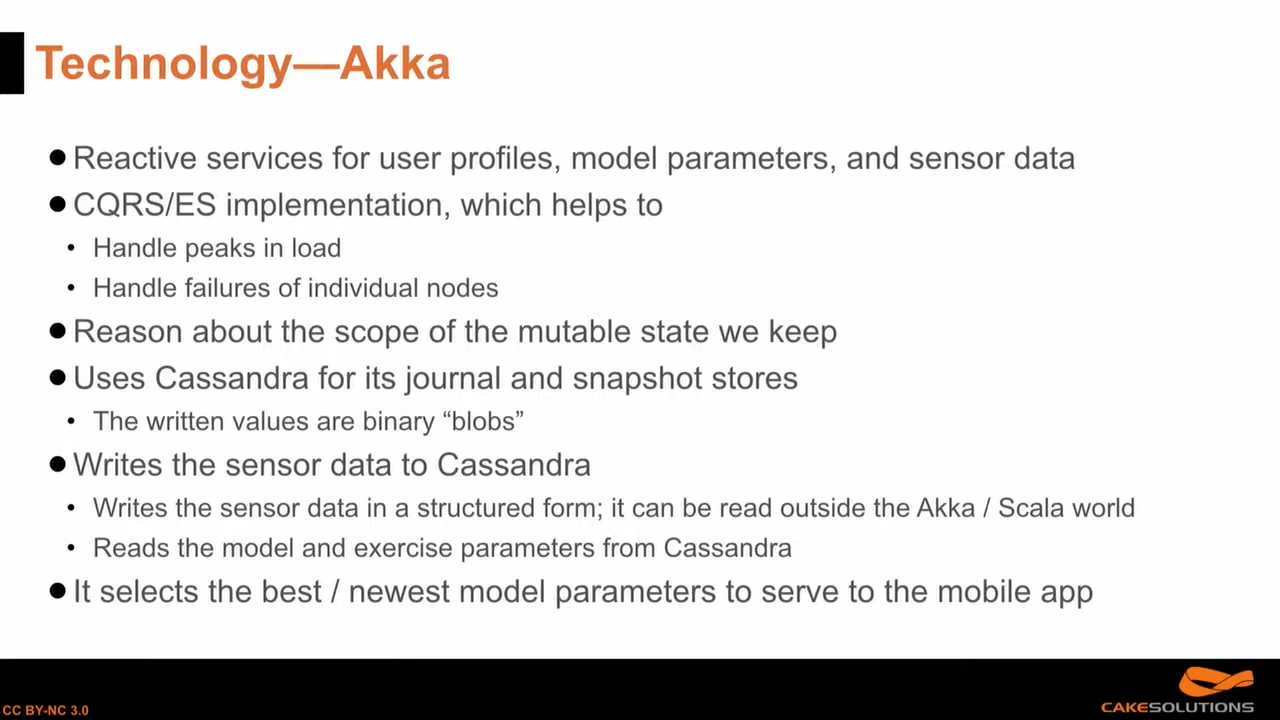 Technology—Akka
● Reactive services for user profiles, model parameters, and sensor data
● CQRS/ES implementation, which helps to
• Handle peaks in load
• Handle failures of individual nodes
● Reason about the scope of the mutable state we keep
● Uses Cassandra for its journal and snapshot stores
• The written values are binary “blobs”
● Writes the sensor data to Cassandra
• Writes the sensor data in a structured form; it can be read outside the Akka / Scala world
• Reads the model and exercise parameters from Cassandra
● It selects the best / newest model parameters to serve to the mobile app
CC BY-NC 3.0
CAKESOLUTIONS